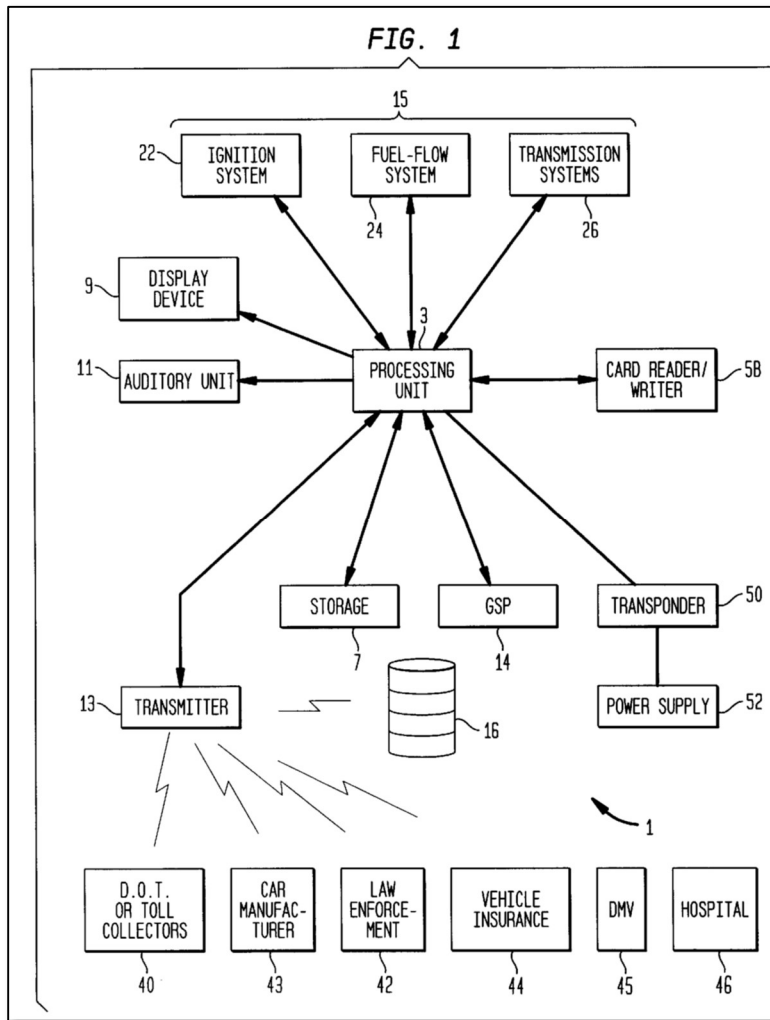 FIG. 1
15
22
IGNITION
SYSTEM
FUEL-FLOW
SYSTEM
24
TRANSMISSION
SYSTEMS
26
9
DISPLAY
DEVICE
3
11
AUDITORY UNIT
PROCESSING
UNIT
CARD READER/
WRITER
5B
STORAGE
7
GSP
14
TRANSPONDER
50
13
TRANSMITTER
16
POWER SUPPLY
52
1
D.O.T.
OR TOLL
COLLECTORS
40
CAR
MANUFAC-
TURER
43
LAW
ENFORCE-
MENT
42
VEHICLE
INSURANCE
44
DMV
45
HOSPITAL
46